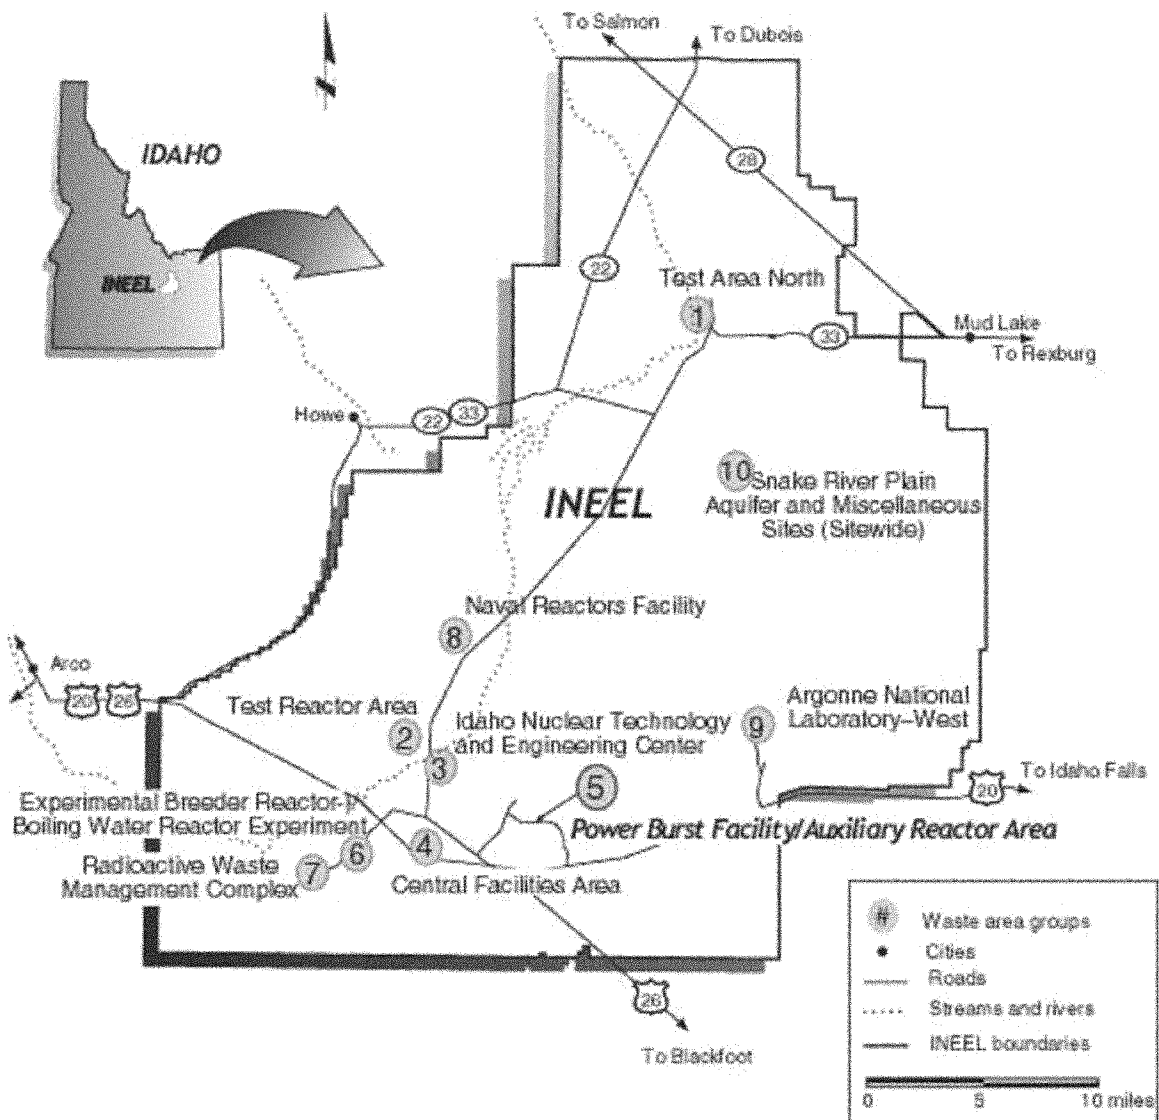 To Salmon
To Dubois
IDAHO
28
INEEL
22
Test Area North
1
33
Mud Lake
To Rexburg
Howe
22
33
10
Snake River Plain
Aquifer and Miscellaneous
Sites (Sitewide)
INEEL
Naval Reactors Facility
8
Arco
20
26
Test Reactor Area
2
Idaho Nuclear Technology
and Engineering Center
3
Argonne National
Laboratory-West
9
To Idaho Falls
20
5
Experimental Breeder Reactor-I/
Boiling Water Reactor Experiment
Power Burst Facility/Auxiliary Reactor Area
6
4
7
Radioactive Waste
Management Complex
Central Facilities Area
26
To Blackfoot
# Waste area groups
Cities
Roads
Streams and rivers
INEEL boundaries
0 5 10 miles